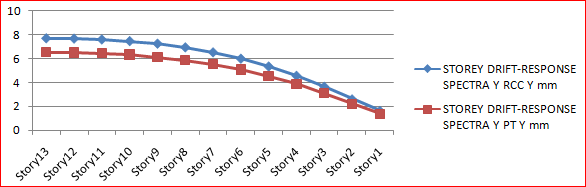 10
8
6
4
2
0
Story13
Story12
Story11
Story10
Story9
Story8
Story7
Story6
Story5
Story4
Story3
Story2
Story1
STOREY DRIFT-RESPONSE
SPECTRA Y RCC Y mm
STOREY DRIFT-RESPONSE
SPECTRA Y PT Y mm